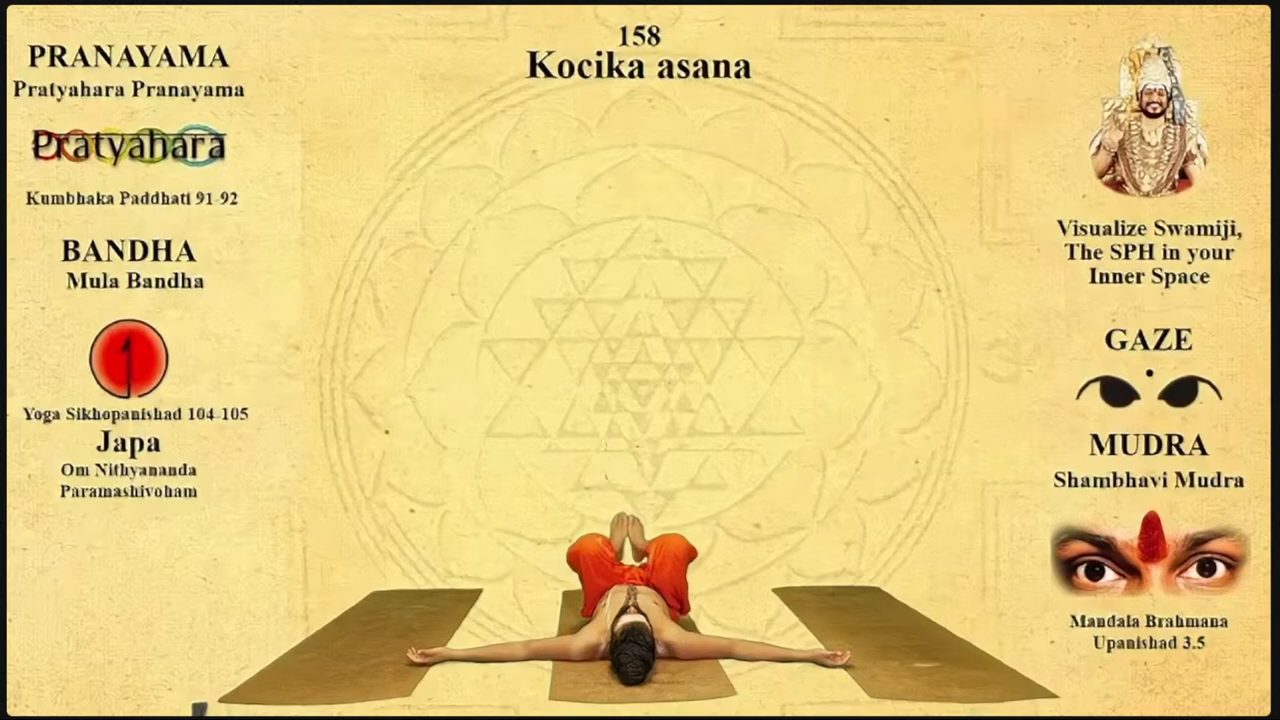 158
Kocika asana
PRANAYAMA
Pratyahara Pranayama
Pratyahara
Kumbhaka Paddhati 91-92
BANDHA
Mula Bandha
Yoga Sikhopanishad 104-105
Japa
Om Nithyananda
Paramashivoham
Visualize Swamiji,
The SPH in your
Inner Space
GAZE
MUDRA
Shambhavi Mudra
Mandala Brahmana
Upanishad 3.5